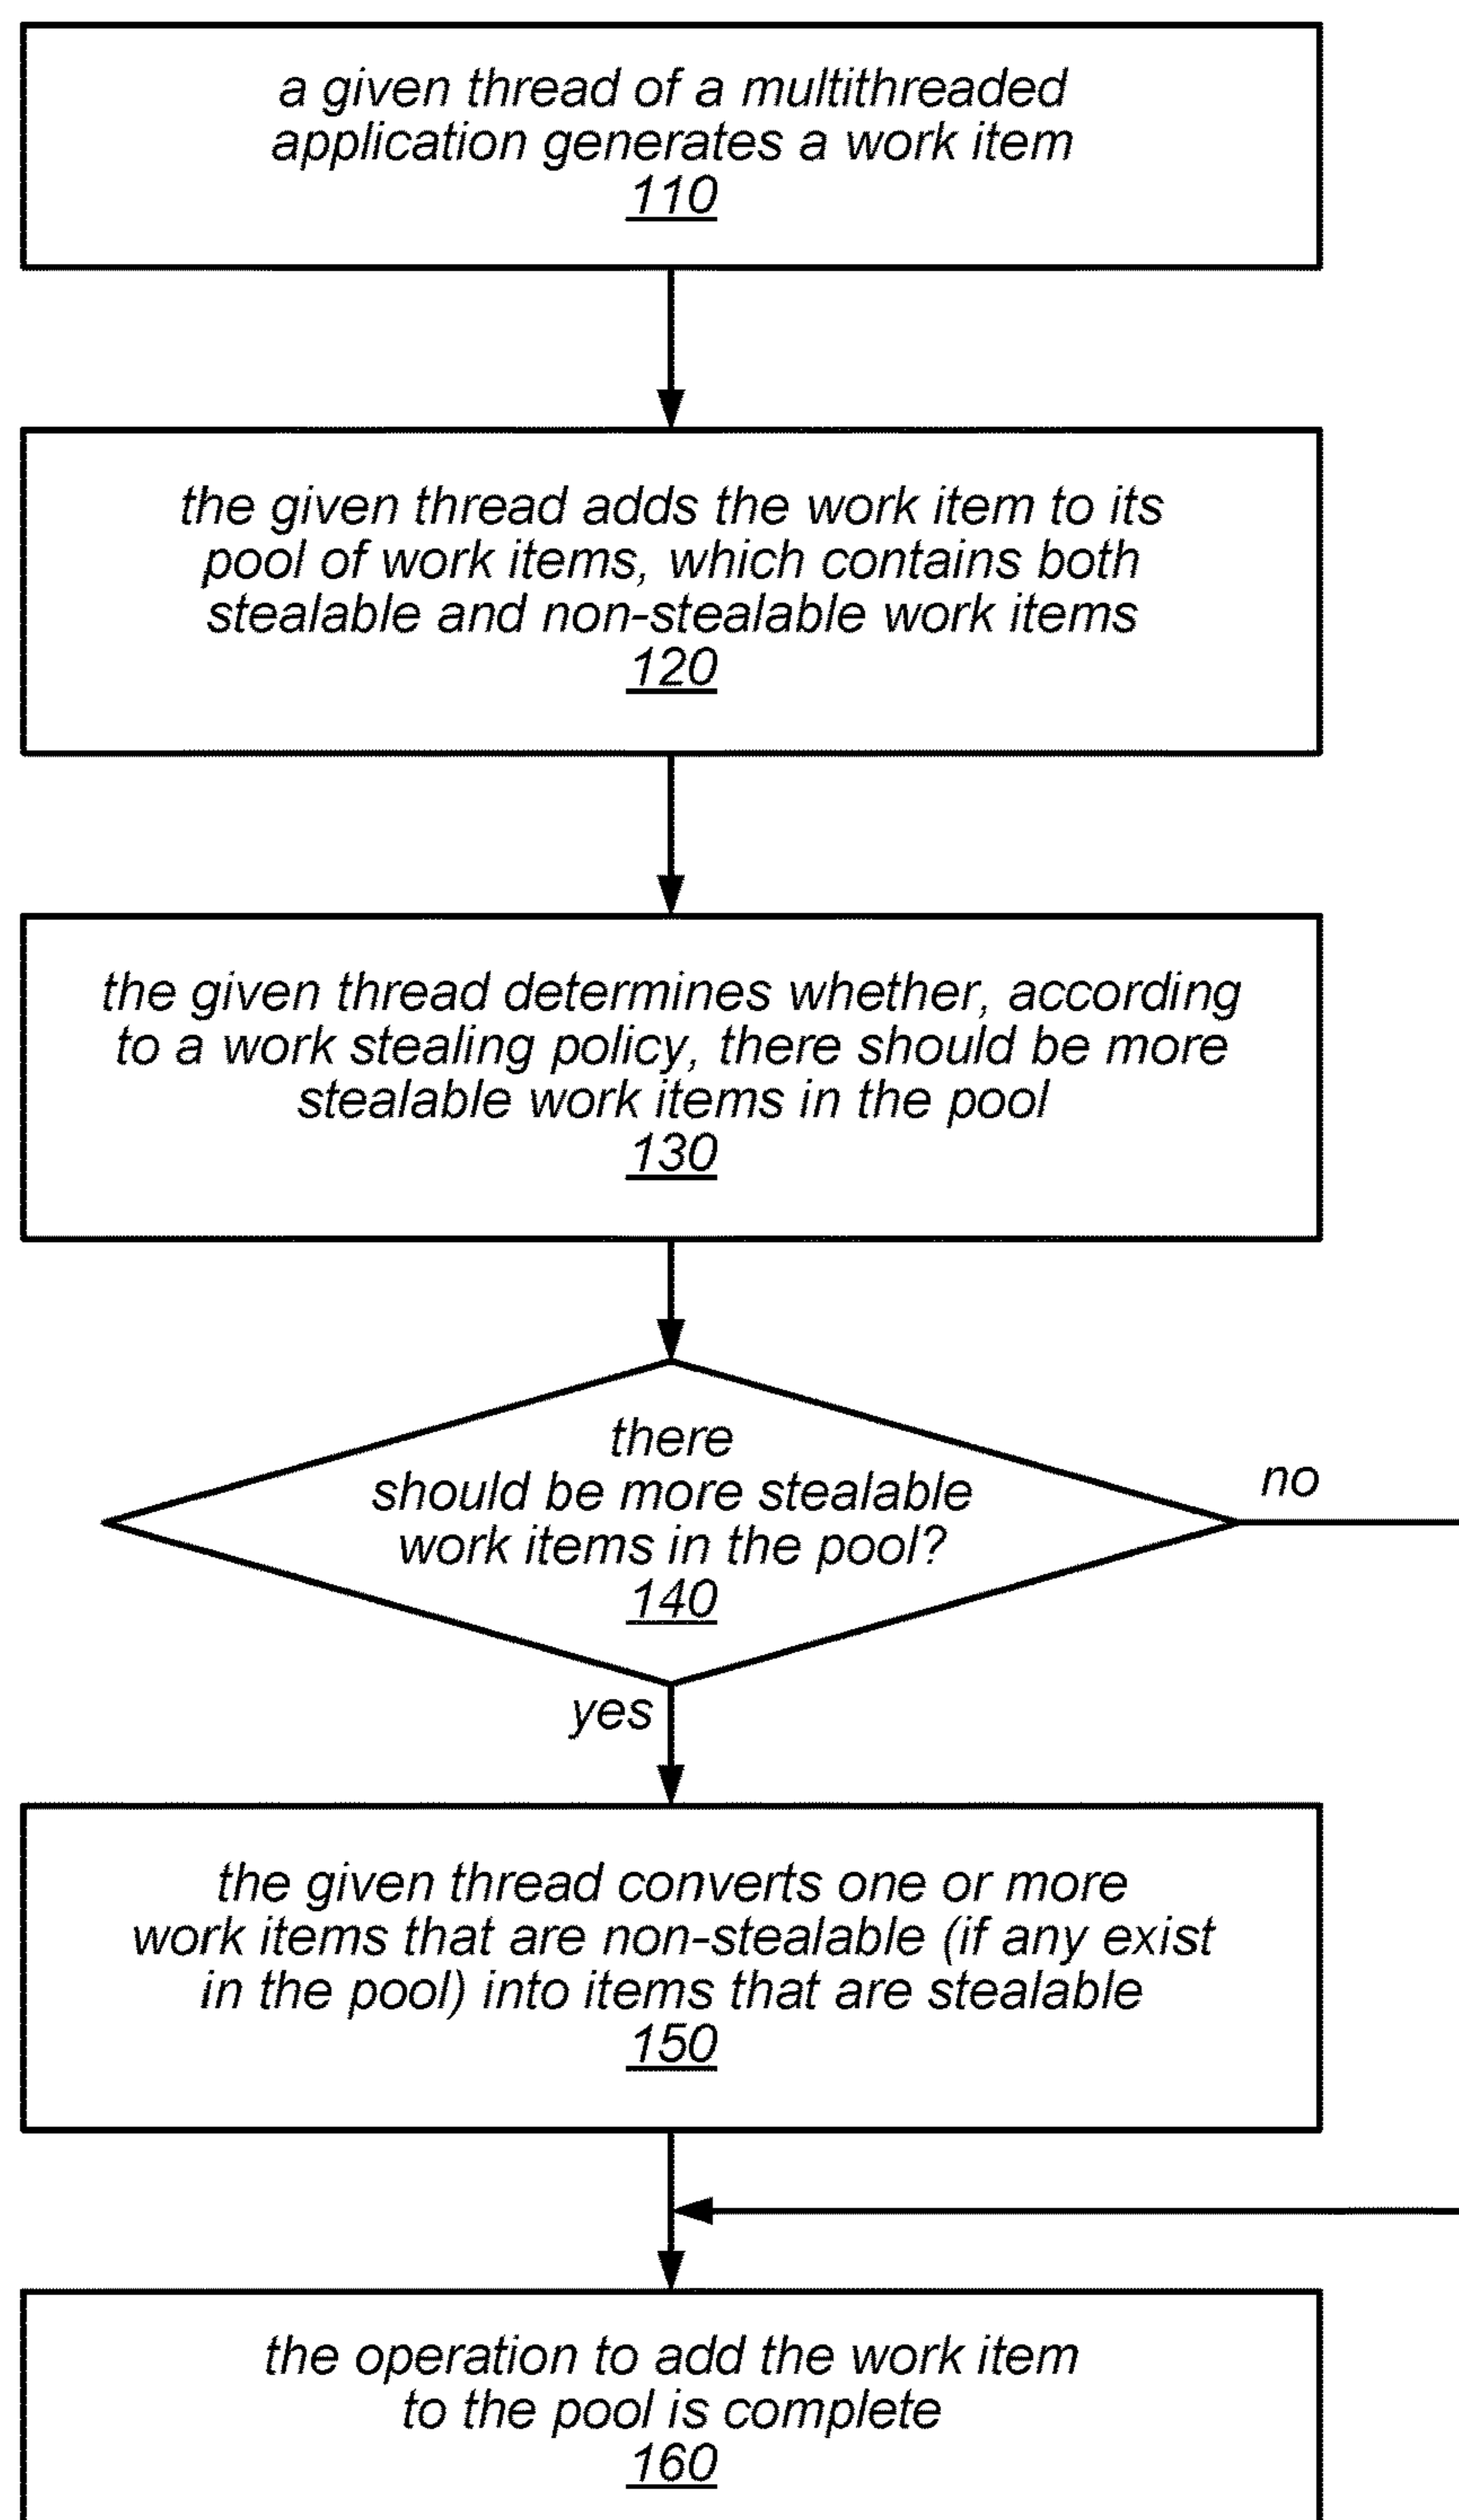 a given thread of a multithreaded
application generates a work item
110
the given thread adds the work item to its
pool of work items, which contains both
stealable and non-stealable work items
120
the given thread determines whether, according
to a work stealing policy, there should be more
stealable work items in the pool
130
there
should be more stealable
work items in the pool?
140
no
yes
the given thread converts one or more
work items that are non-stealable (if any exist
in the pool) into items that are stealable
150
the operation to add the work item
to the pool is complete
160